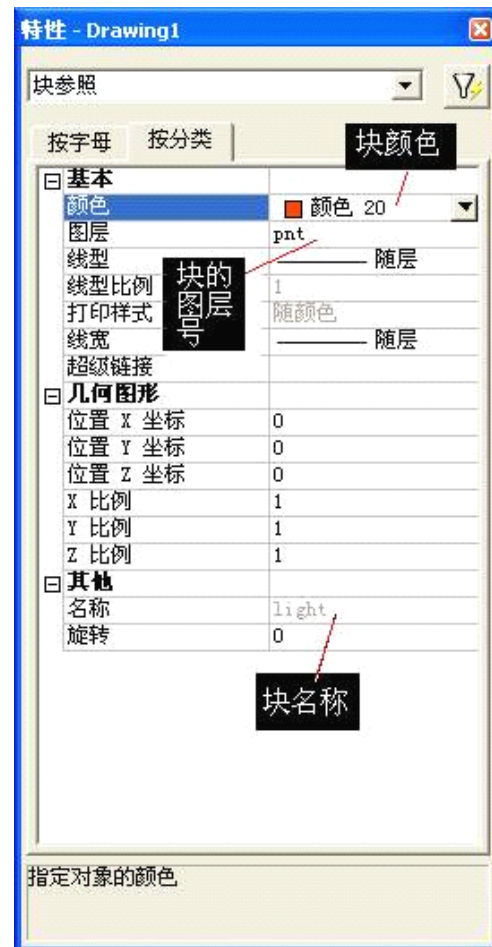 特性 - Drawing1
块参照
按字母 按分类
块颜色
基本
颜色 颜色 20
图层 pnt
线型 随层
线型比例 1
块的图层号
打印样式 随颜色
线宽 随层
超级链接
几何图形
位置 X 坐标 0
位置 Y 坐标 0
位置 Z 坐标 0
X 比例 1
Y 比例 1
Z 比例 1
其他
名称 light
旋转 0
块名称
指定对象的颜色